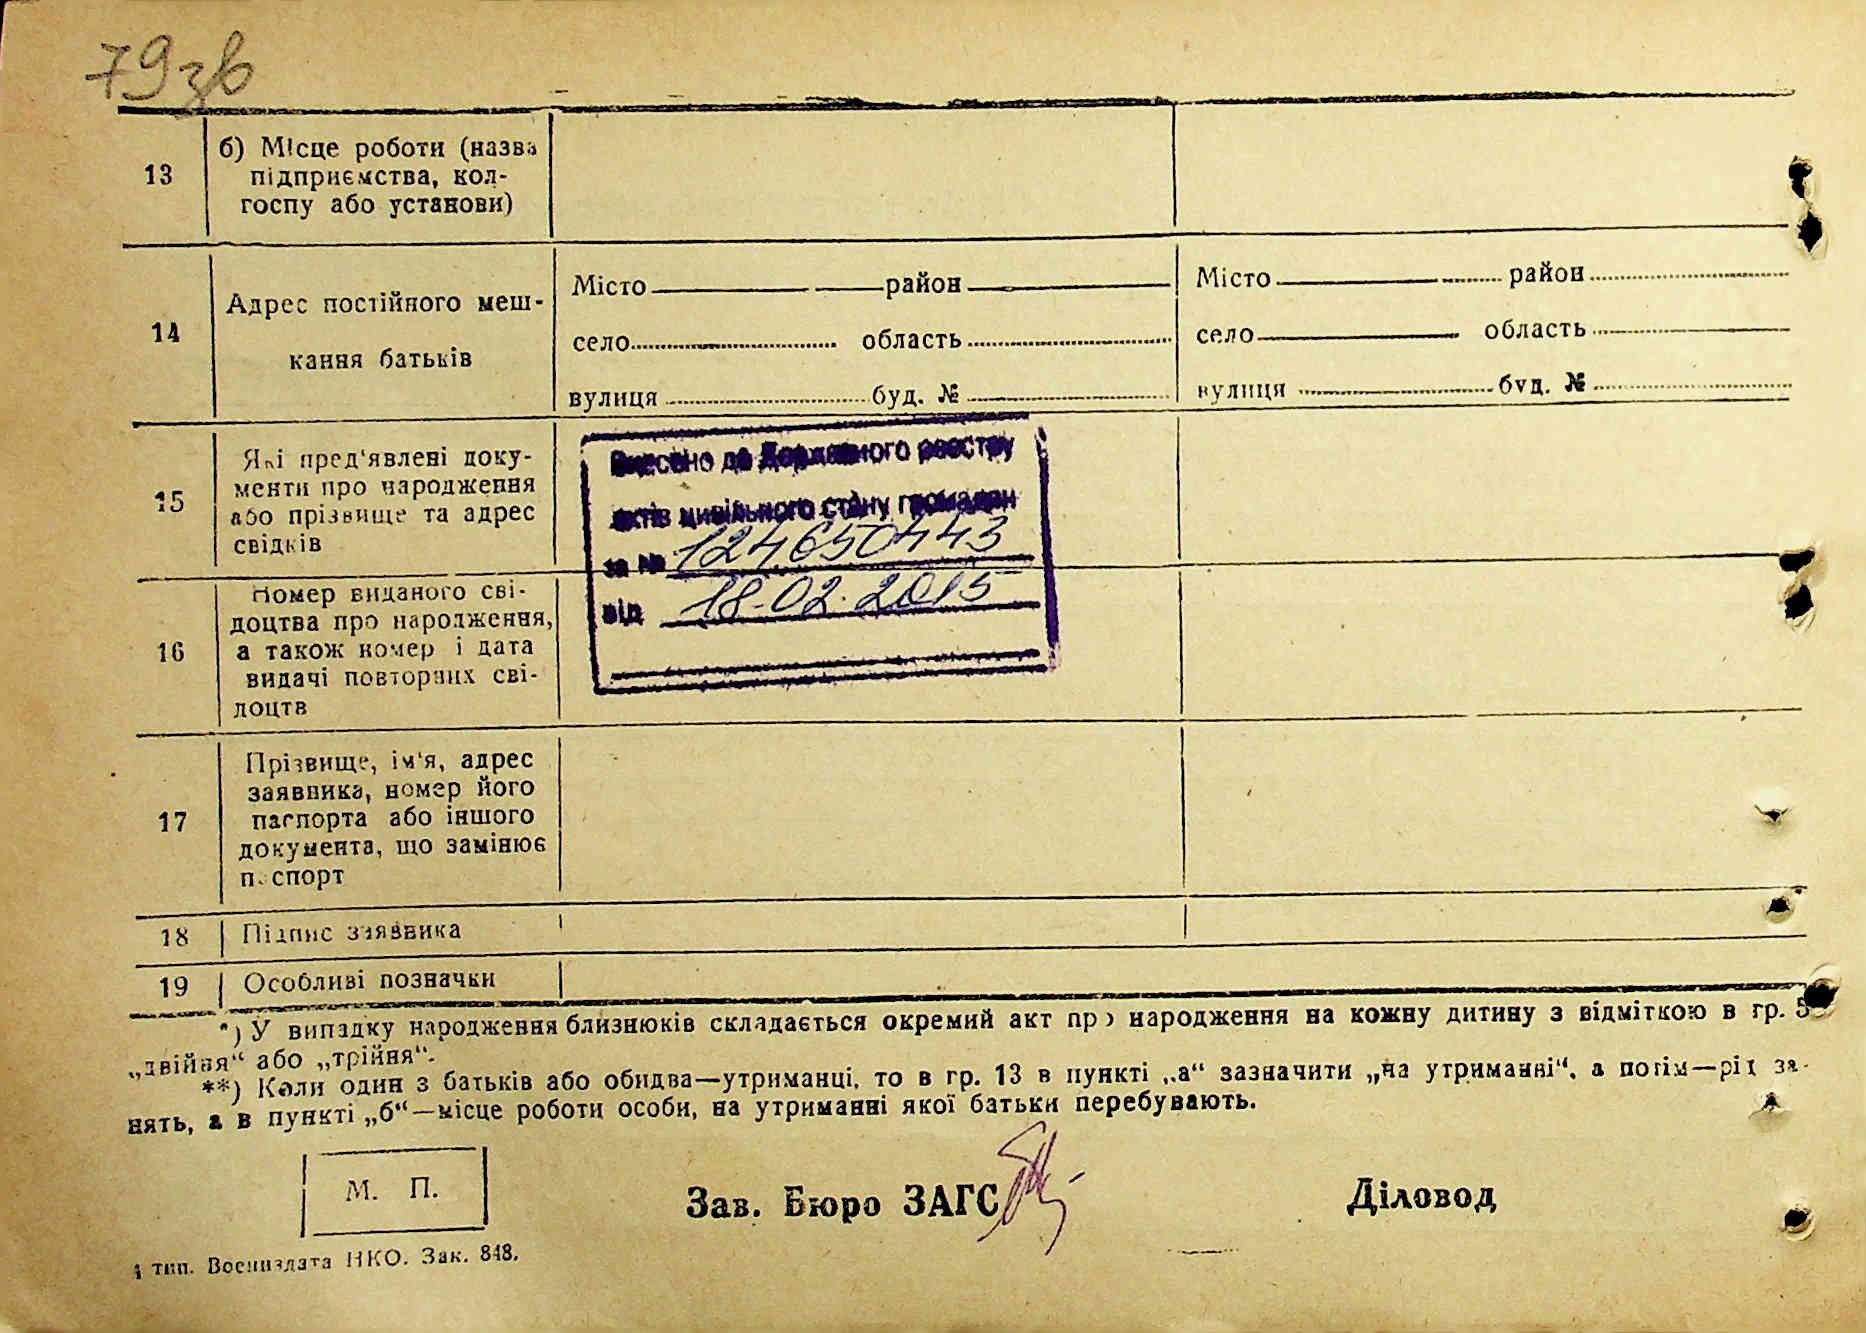 79 зв
13
б) Місце роботи (назва
підприємства, кол-
госпу або установи)
14
Адрес постійного меш-
кання батьків
Місто район
село область
вулиця буд. №
Місто район
село область
вулиця буд. №
15
Які пред‘явлені доку-
менти про народження
або прізвище та адрес
свідків
Внесено до Державного реєстру
актів цивільного стану громадян
за № 124650443
від 18.02.2015
16
Номер виданого сві-
доцтва про народження,
а також номер і дата
видачі повторних сві-
доцтв
17
Прізвище, ім‘я, адрес
заявника, номер його
паспорта або іншого
документа, що замінює
паспорт
18 Підпис заявника
19 Особливі позначки
*) У випадку народження близнюків складається окремий акт про народження на кожну дитину з відміткою в гр. 5
„двійня“ або „трійня“.
**) Коли один з батьків або обидва—утриманці, то в гр. 13 в пункті „а“ зазначити „на утриманні“, а потім—рід за-
нять, а в пункті „б“—місце роботи особи, на утриманні якої батьки перебувають.
М. П.
Зав. Бюро ЗАГС
Діловод
4 тип. Воениздата НКО. Зак. 848.